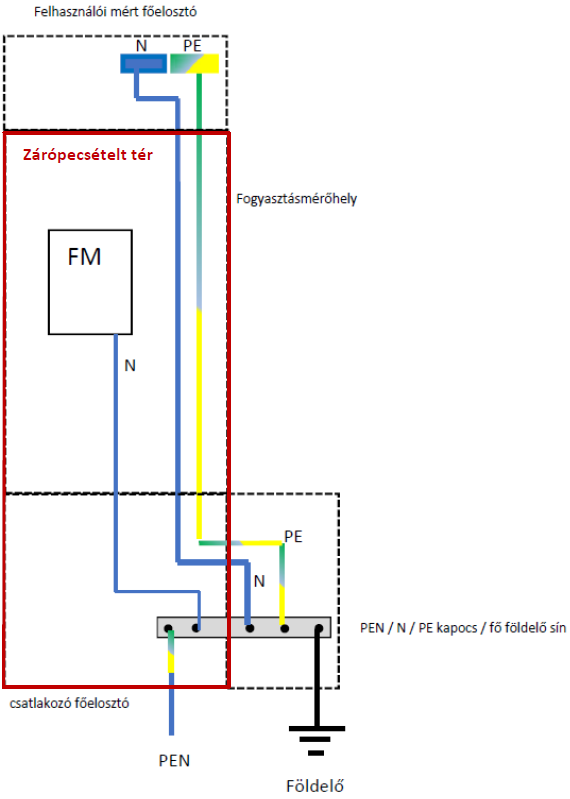 Felhasználói mért főelosztó
N
PE
Zárópecsételt tér
Fogyasztásmérőhely
FM
N
PE
N
PEN / N / PE kapocs / fő földelő sín
csatlakozó főelosztó
PEN
Földelő